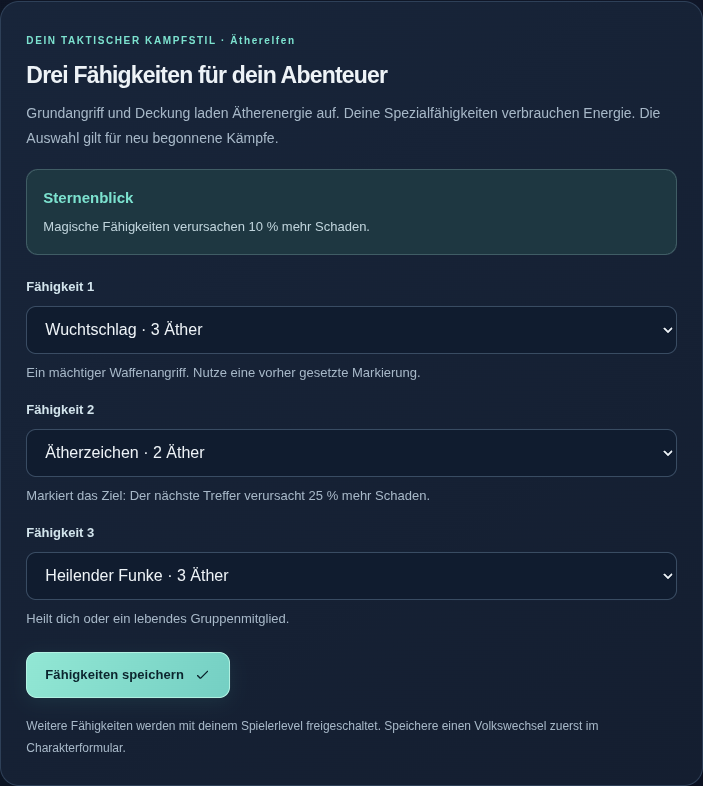 DEIN TAKTISCHER KAMPFSTIL · Ätherelfen
Drei Fähigkeiten für dein Abenteuer
Grundangriff und Deckung laden Ätherenergie auf. Deine Spezialfähigkeiten verbrauchen Energie. Die
Auswahl gilt für neu begonnene Kämpfe.
Sternenblick
Magische Fähigkeiten verursachen 10 % mehr Schaden.
Fähigkeit 1
Wuchtschlag · 3 Äther
Ein mächtiger Waffenangriff. Nutze eine vorher gesetzte Markierung.
Fähigkeit 2
Ätherzeichen · 2 Äther
Markiert das Ziel: Der nächste Treffer verursacht 25 % mehr Schaden.
Fähigkeit 3
Heilender Funke · 3 Äther
Heilt dich oder ein lebendes Gruppenmitglied.
Fähigkeiten speichern ✓
Weitere Fähigkeiten werden mit deinem Spielerlevel freigeschaltet. Speichere einen Volkswechsel zuerst im
Charakterformular.